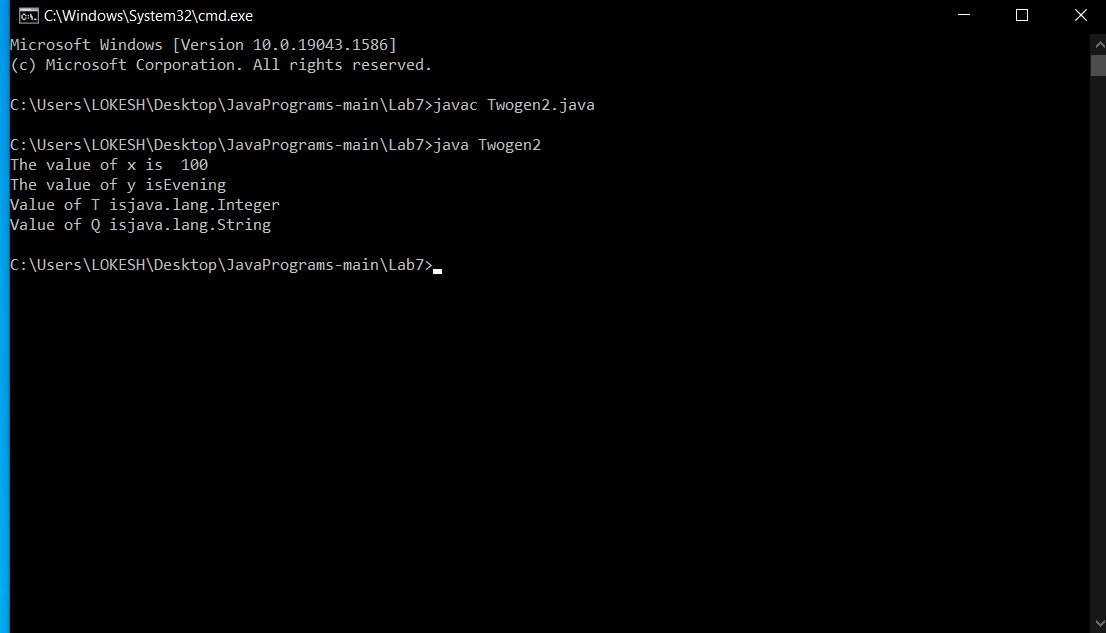 C:\Windows\System32\cmd.exe
Microsoft Windows [Version 10.0.19043.1586]
(c) Microsoft Corporation. All rights reserved.
C:\Users\LOKESH\Desktop\JavaPrograms-main\Lab7>javac Twogen2.java
C:\Users\LOKESH\Desktop\JavaPrograms-main\Lab7>java Twogen2
The value of x is  100
The value of y isEvening
Value of T isjava.lang.Integer
Value of Q isjava.lang.String
C:\Users\LOKESH\Desktop\JavaPrograms-main\Lab7>